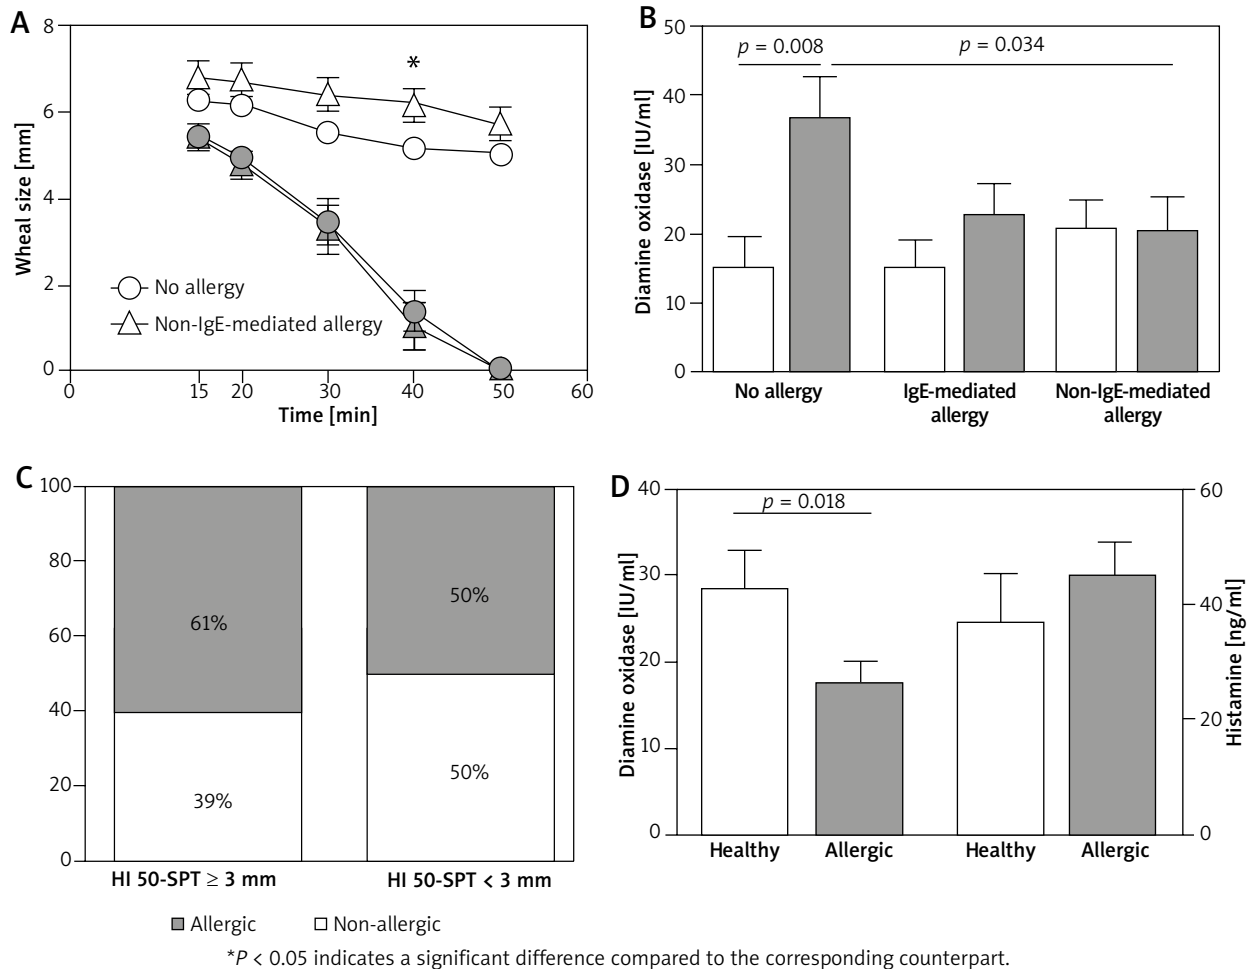 A
8
6
4
2
0
Wheal size [mm]
*
No allergy
Non-IgE-mediated allergy
0 15 20 30 40 50 60
Time [min]
B
50
40
30
20
10
0
Diamine oxidase [IU/ml]
p = 0.008
p = 0.034
No allergy
IgE-mediated
allergy
Non-IgE-mediated
allergy
C
100
80
60
40
20
0
61%
39%
50%
50%
HI 50-SPT ≥ 3 mm
HI 50-SPT < 3 mm
D
40
30
20
10
0
Diamine oxidase [IU/ml]
p = 0.018
60
40
20
0
Histamine [ng/ml]
Healthy Allergic Healthy Allergic
Allergic Non-allergic
*P < 0.05 indicates a significant difference compared to the corresponding counterpart.